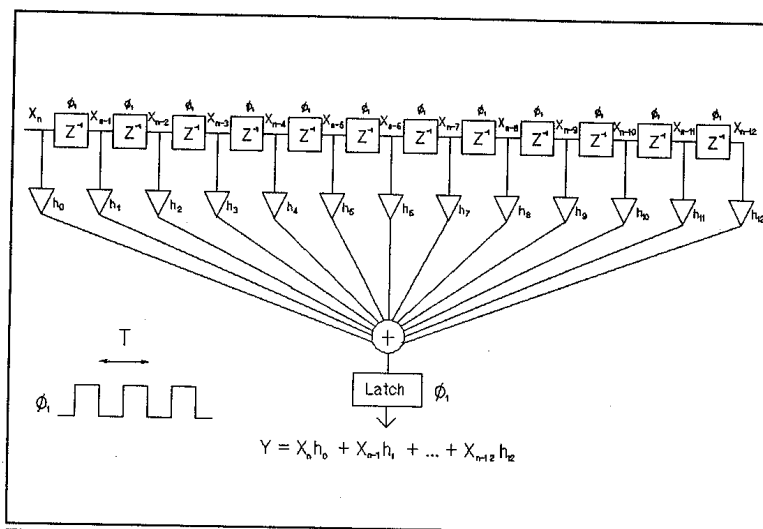 ϕ₁ ϕ₁ ϕ₁ ϕ₁ ϕ₁ ϕ₁ ϕ₁ ϕ₁ ϕ₁ ϕ₁ ϕ₁ ϕ₁
Xₙ Xₙ₋₁ Xₙ₋₂ Xₙ₋₃ Xₙ₋₄ Xₙ₋₅ Xₙ₋₆ Xₙ₋₇ Xₙ₋₈ Xₙ₋₉ Xₙ₋₁₀ Xₙ₋₁₁ Xₙ₋₁₂
Z⁻¹ Z⁻¹ Z⁻¹ Z⁻¹ Z⁻¹ Z⁻¹ Z⁻¹ Z⁻¹ Z⁻¹ Z⁻¹ Z⁻¹ Z⁻¹
h₀ h₁ h₂ h₃ h₄ h₅ h₆ h₇ h₈ h₉ h₁₀ h₁₁ h₁₂
+
T
Latch ϕ₁
ϕ₁
Y = Xₙh₀ + Xₙ₋₁h₁ + ... + Xₙ₋₁₂h₁₂